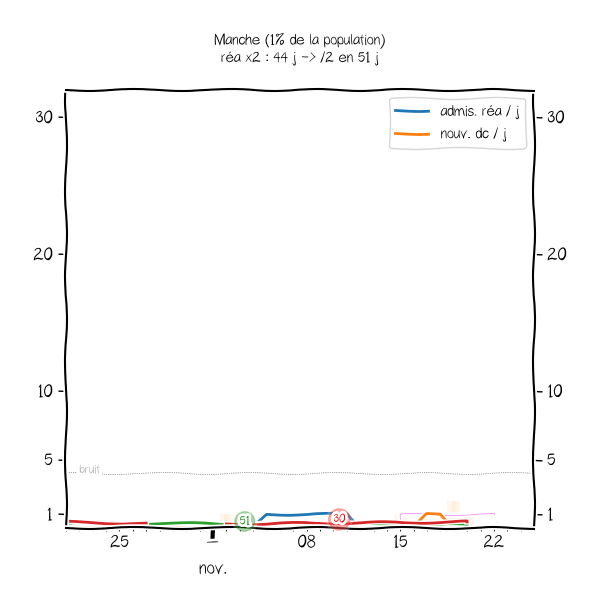 Manche (1% de la population)
réa x2 : 44 j -> /2 en 51 j
admis. réa / j
nouv. dc / j
30
30
20
20
10
10
5
5
bruit
1
1
51
30
25
08
15
22
nov.